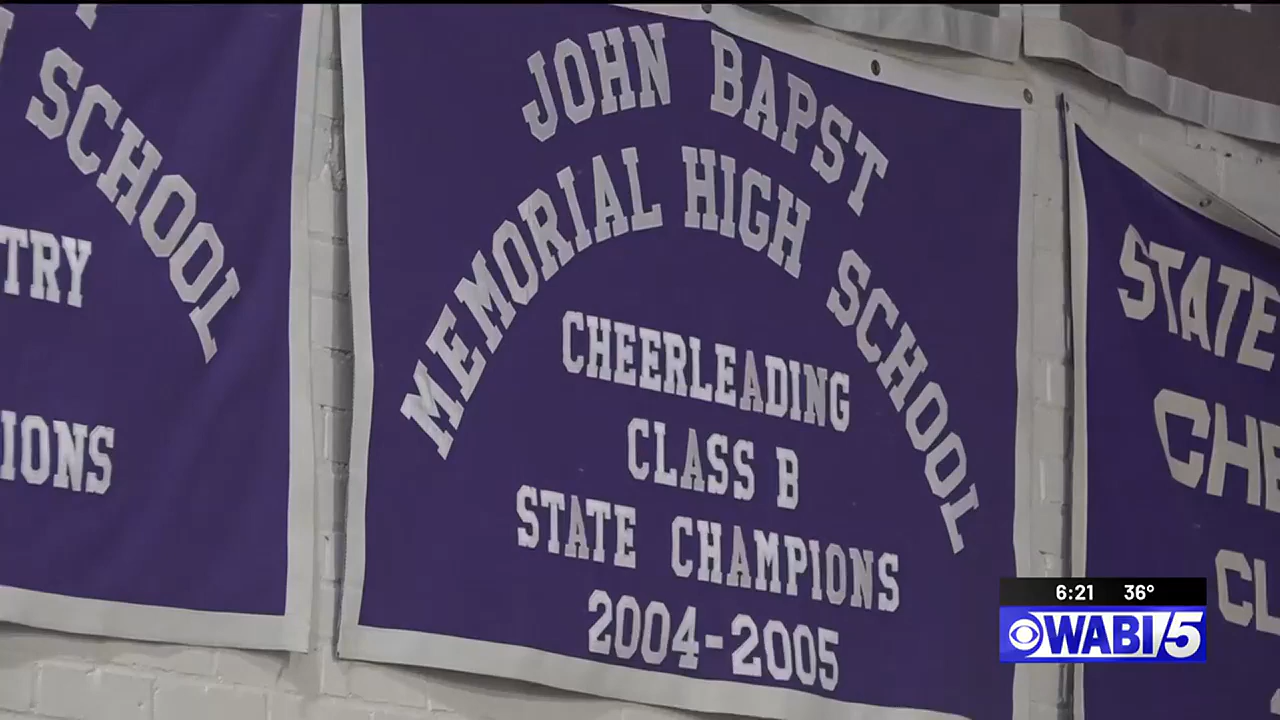 SCHOOL
TRY
IONS
JOHN BAPST
MEMORIAL HIGH SCHOOL
CHEERLEADING
CLASS B
STATE CHAMPIONS
2004-2005
STATE
CHE
CL
6:21 36°
WABI 5